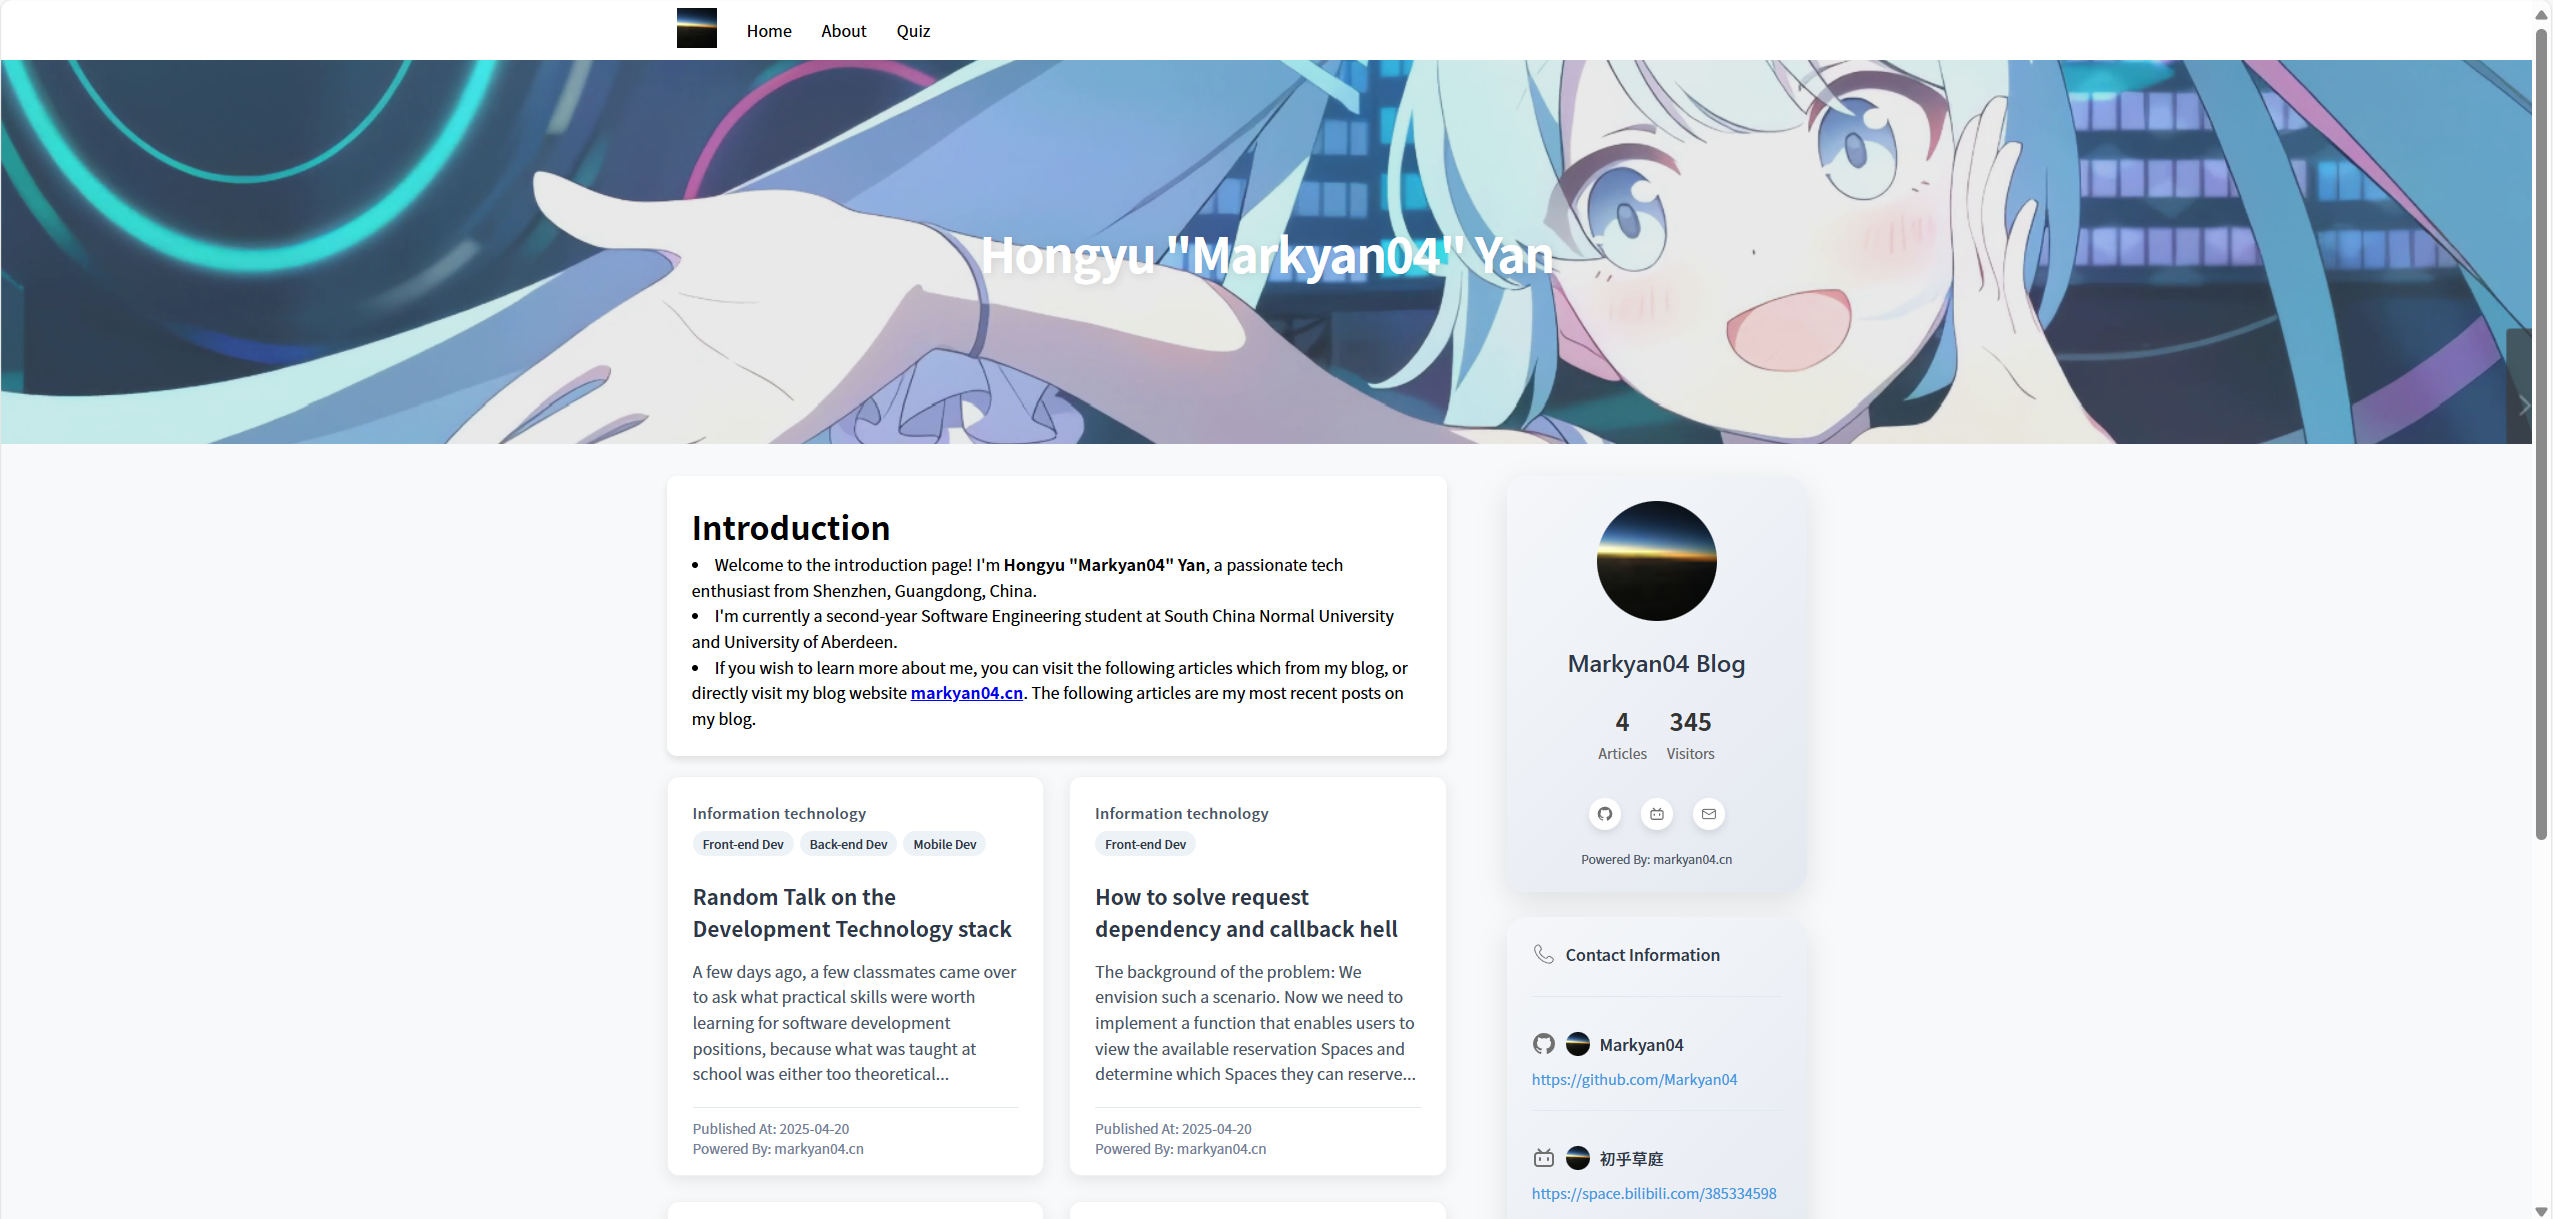 Home About Quiz
Hongyu "Markyan04" Yan
Introduction
• Welcome to the introduction page! I'm Hongyu "Markyan04" Yan, a passionate tech
enthusiast from Shenzhen, Guangdong, China.
• I'm currently a second-year Software Engineering student at South China Normal University
and University of Aberdeen.
• If you wish to learn more about me, you can visit the following articles which from my blog, or
directly visit my blog website markyan04.cn. The following articles are my most recent posts on
my blog.
Information technology
Front-end Dev Back-end Dev Mobile Dev
Random Talk on the
Development Technology stack
A few days ago, a few classmates came over
to ask what practical skills were worth
learning for software development
positions, because what was taught at
school was either too theoretical...
Published At: 2025-04-20
Powered By: markyan04.cn
Information technology
Front-end Dev
How to solve request
dependency and callback hell
The background of the problem: We
envision such a scenario. Now we need to
implement a function that enables users to
view the available reservation Spaces and
determine which Spaces they can reserve...
Published At: 2025-04-20
Powered By: markyan04.cn
Markyan04 Blog
4 345
Articles Visitors
Powered By: markyan04.cn
Contact Information
Markyan04
https://github.com/Markyan04
初乎草庭
https://space.bilibili.com/385334598